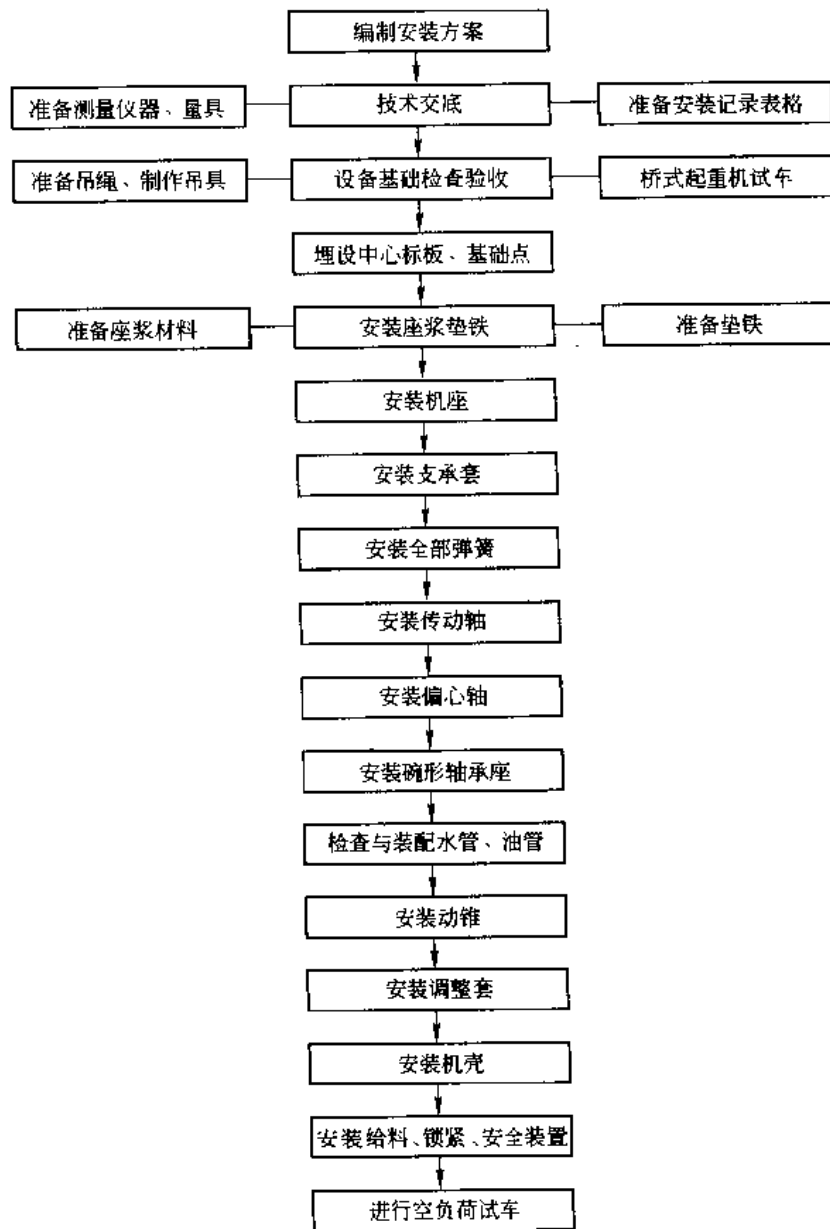 编制安装方案
准备测量仪器、量具
技术交底
准备安装记录表格
准备吊绳、制作吊具
设备基础检查验收
桥式起重机试车
埋设中心标板、基础点
准备座浆材料
安装座浆垫铁
准备垫铁
安装机座
安装支承套
安装全部弹簧
安装传动轴
安装偏心轴
安装碗形轴承座
检查与装配水管、油管
安装动锥
安装调整套
安装机壳
安装给料、锁紧、安全装置
进行空负荷试车